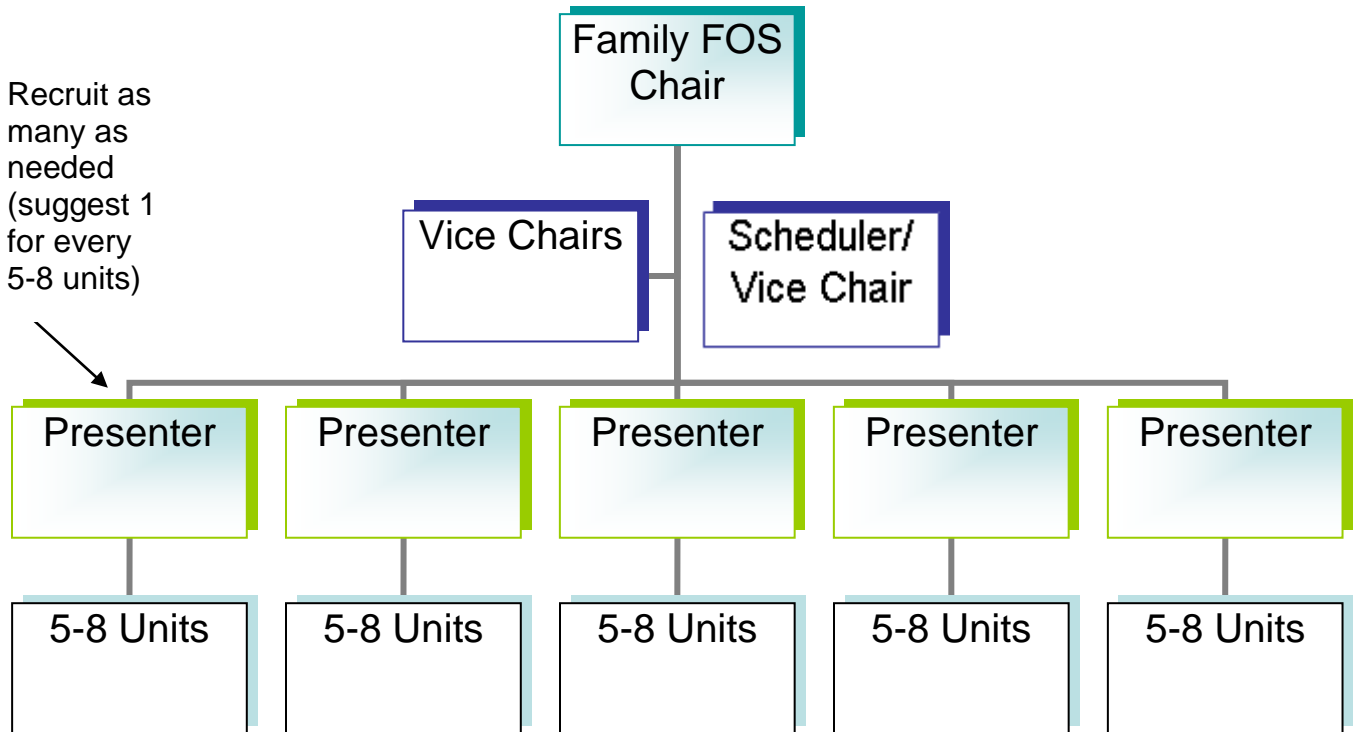 Family FOS
Chair
Recruit as
many as
needed
(suggest 1
for every
5-8 units)
Vice Chairs
Scheduler/
Vice Chair
Presenter
Presenter
Presenter
Presenter
Presenter
5-8 Units
5-8 Units
5-8 Units
5-8 Units
5-8 Units